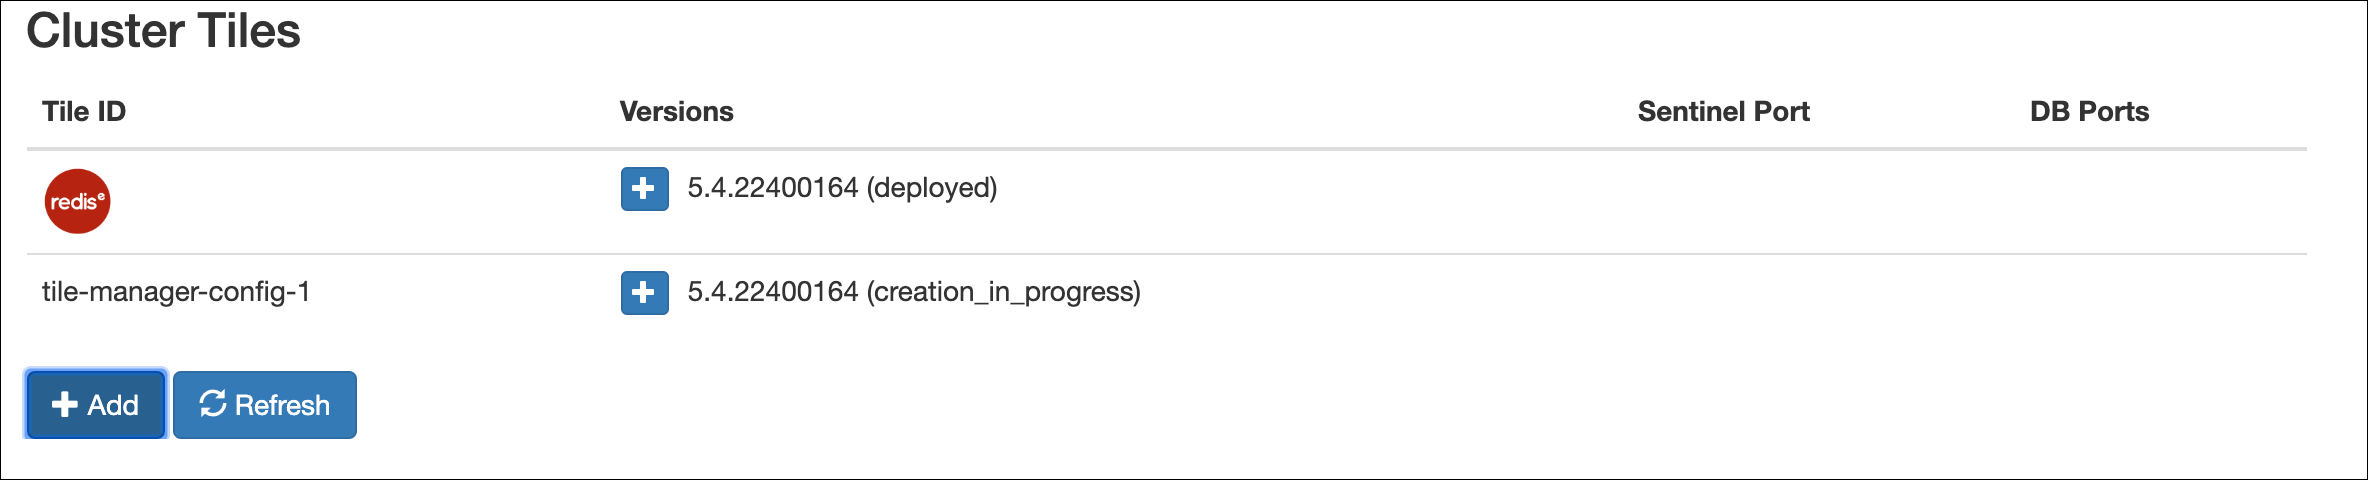 Cluster Tiles
Tile ID Versions Sentinel Port DB Ports
redise 5.4.22400164 (deployed)
tile-manager-config-1 5.4.22400164 (creation_in_progress)
Add Refresh